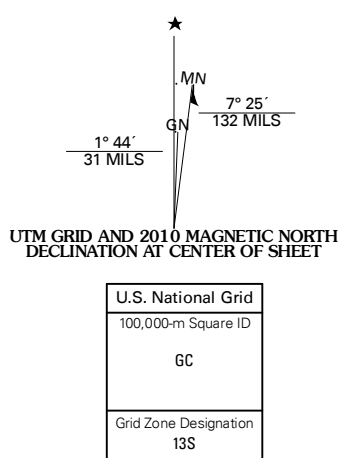 ★
MN
7° 25´
132 MILS
GN
1° 44´
31 MILS
UTM GRID AND 2010 MAGNETIC NORTH
DECLINATION AT CENTER OF SHEET
U.S. National Grid
100,000-m Square ID
GC
Grid Zone Designation
13S